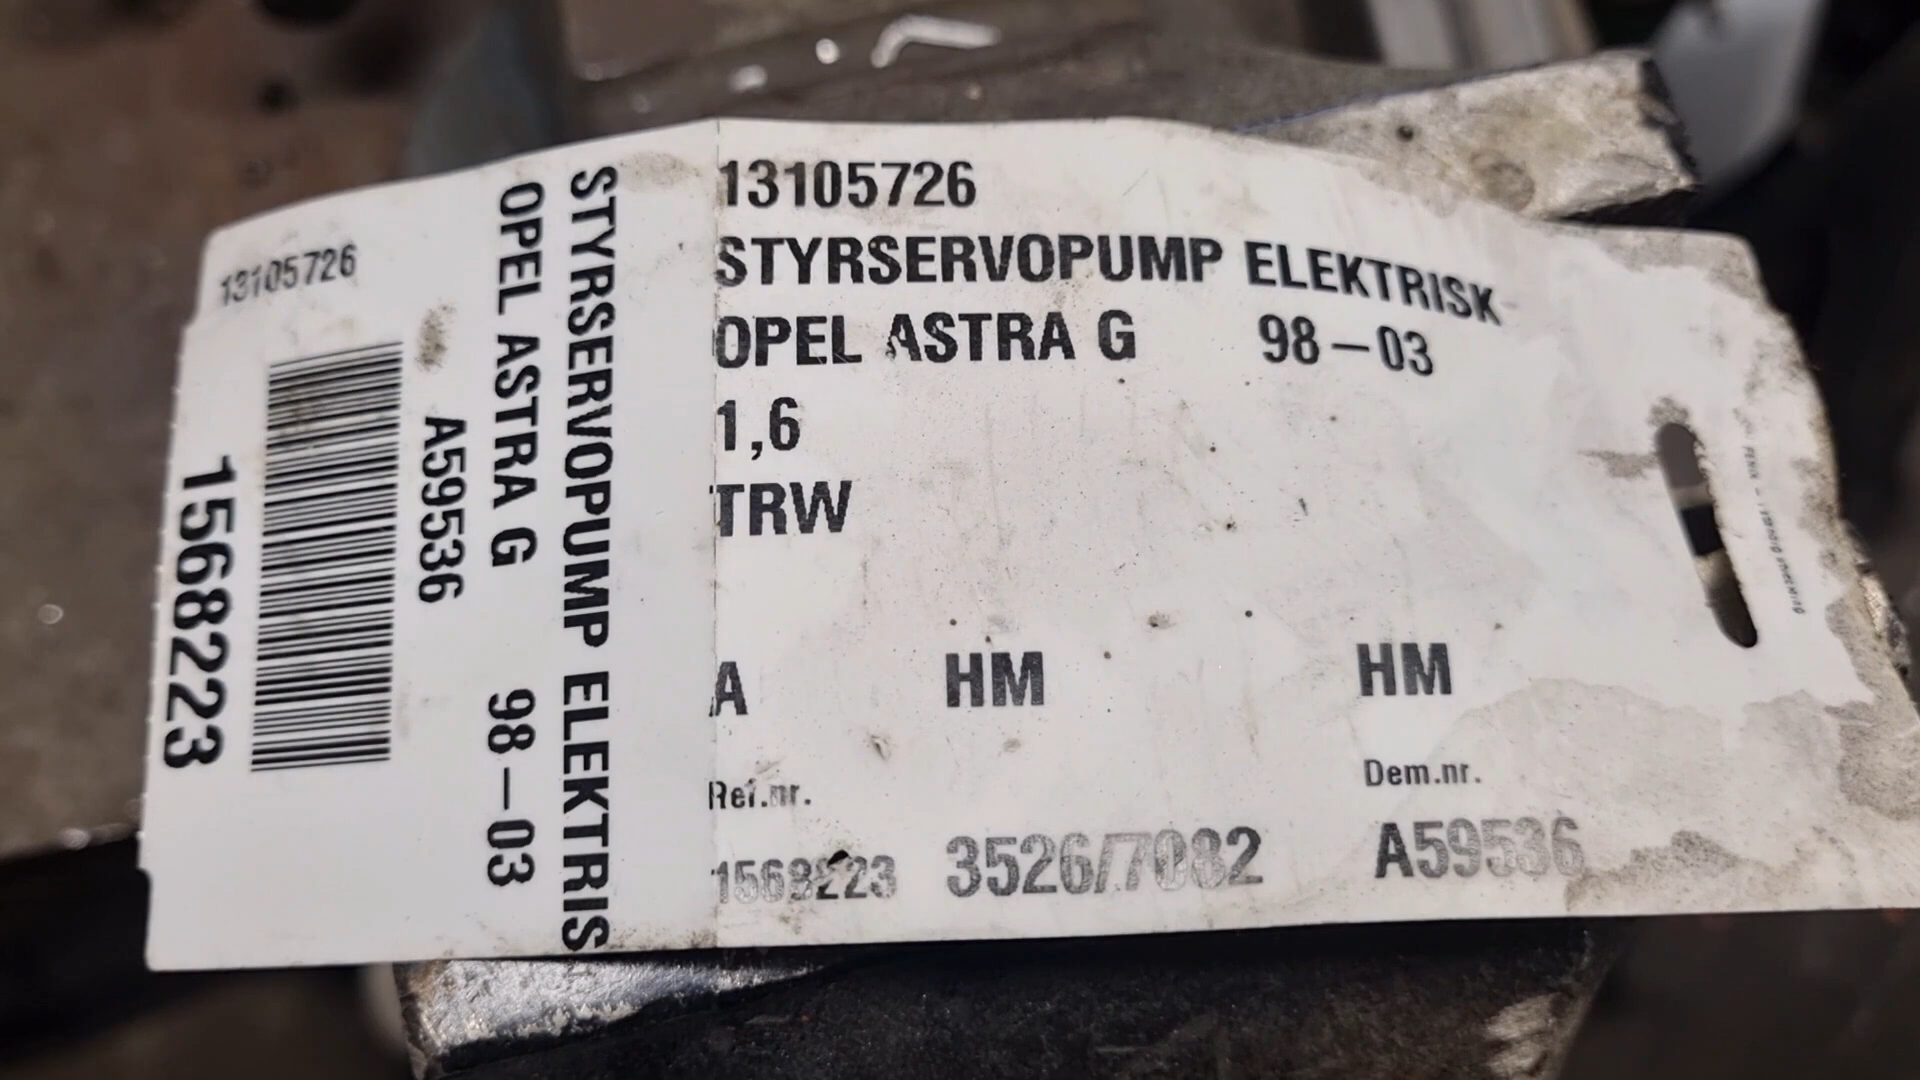 13105726
1568223
A59536
OPEL ASTRA G 98-03
STYRSERVOPUMP ELEKTRIS
13105726
STYRSERVOPUMP ELEKTRISK
OPEL ASTRA G 98-03
1,6
TRW
A HM HM
Ref.nr. Dem.nr.
1568223 3526/7082 A59536